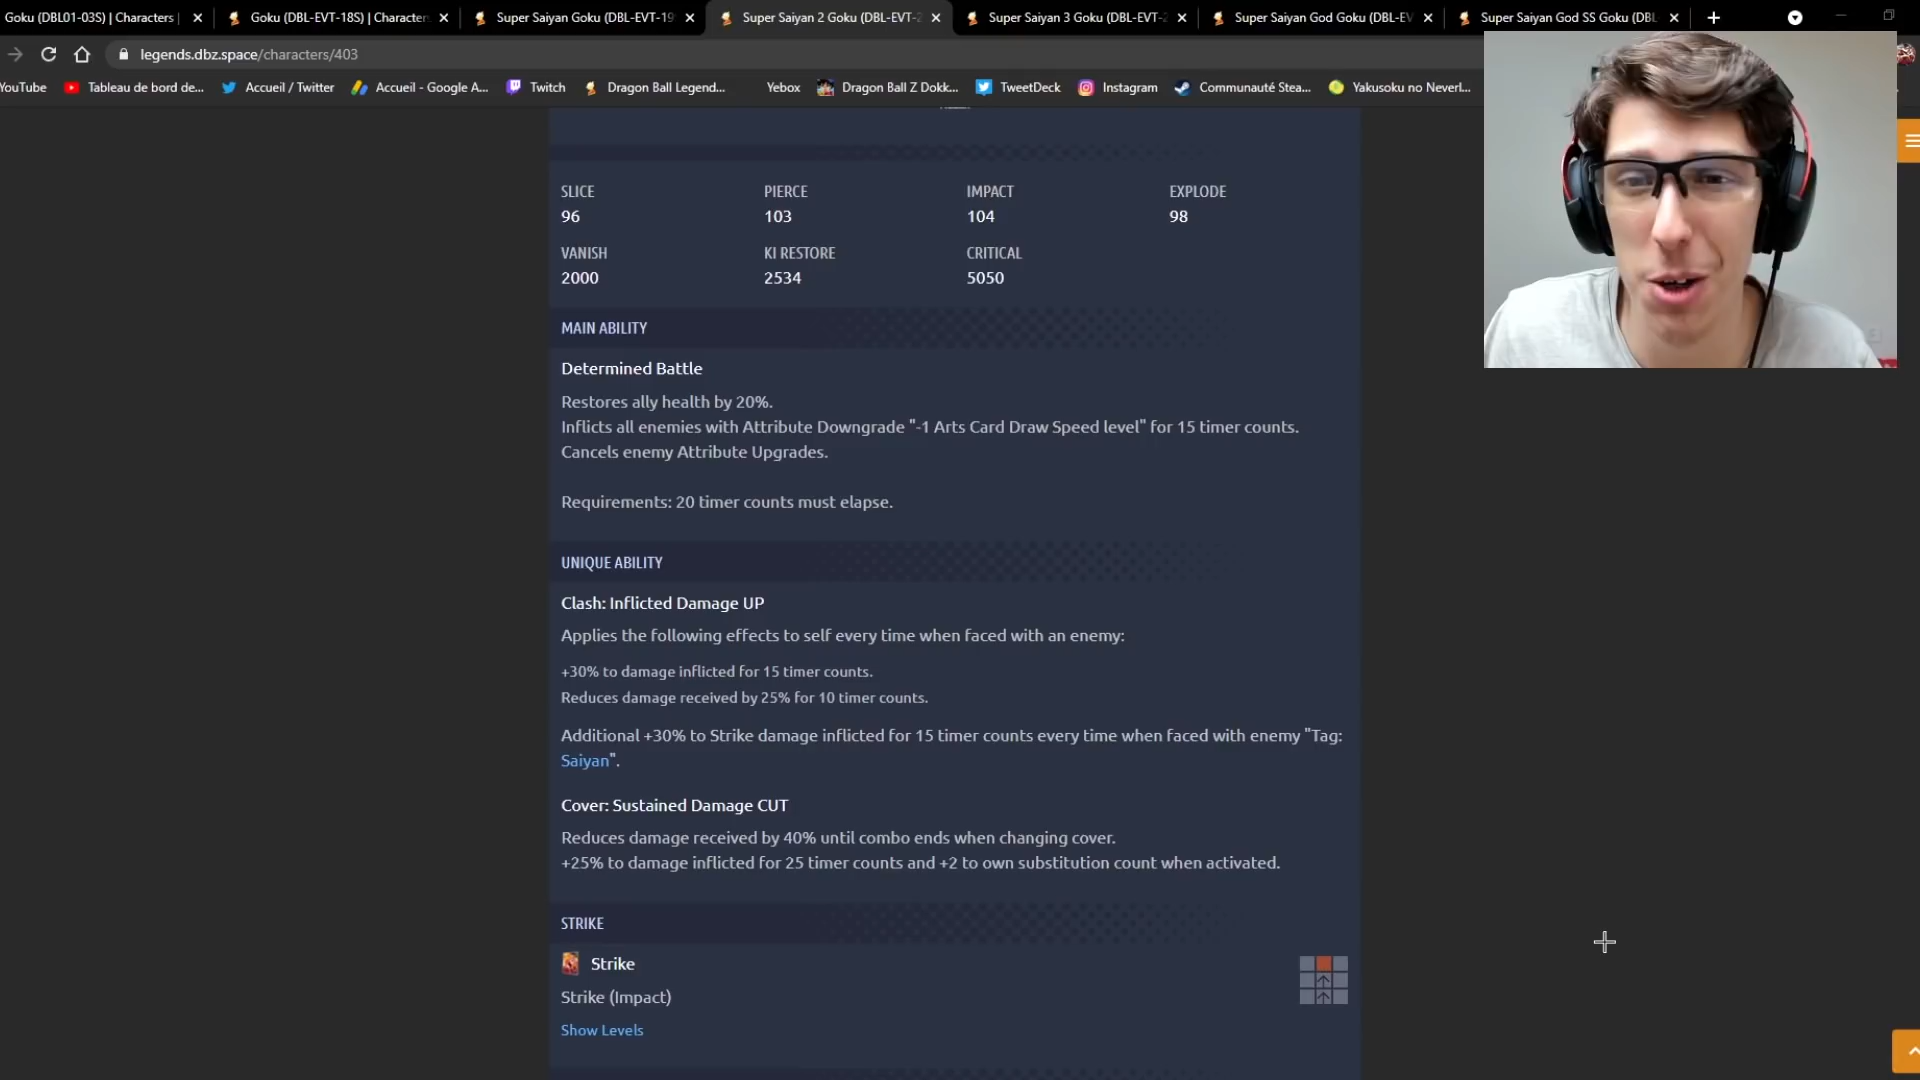 Goku (DBL01-03S) | Characters
Goku (DBL-EVT-18S) | Character
Super Saiyan Goku (DBL-EVT-19
Super Saiyan 2 Goku (DBL-EVT-2
Super Saiyan 3 Goku (DBL-EVT-2
Super Saiyan God Goku (DBL-EV
Super Saiyan God SS Goku (DBL-
legends.dbz.space/characters/403
YouTube
Tableau de bord de...
Accueil / Twitter
Accueil - Google A...
Twitch
Dragon Ball Legend...
Yebox
Dragon Ball Z Dokk...
TweetDeck
Instagram
Communauté Stea...
Yakusoku no Neverl...
SLICE PIERCE IMPACT EXPLODE
96 103 104 98
VANISH KI RESTORE CRITICAL
2000 2534 5050
MAIN ABILITY
Determined Battle
Restores ally health by 20%.
Inflicts all enemies with Attribute Downgrade "-1 Arts Card Draw Speed level" for 15 timer counts.
Cancels enemy Attribute Upgrades.
Requirements: 20 timer counts must elapse.
UNIQUE ABILITY
Clash: Inflicted Damage UP
Applies the following effects to self every time when faced with an enemy:
+30% to damage inflicted for 15 timer counts.
Reduces damage received by 25% for 10 timer counts.
Additional +30% to Strike damage inflicted for 15 timer counts every time when faced with enemy "Tag:
Saiyan".
Cover: Sustained Damage CUT
Reduces damage received by 40% until combo ends when changing cover.
+25% to damage inflicted for 25 timer counts and +2 to own substitution count when activated.
STRIKE
Strike
Strike (Impact)
Show Levels